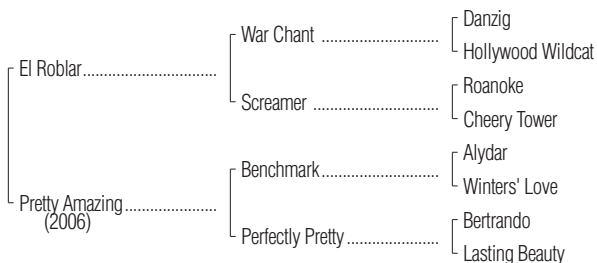 Danzig
War Chant
Hollywood Wildcat
El Roblar
Roanoke
Screamer
Cheery Tower
Alydar
Benchmark
Winters' Love
Pretty Amazing
(2006)
Bertrando
Perfectly Pretty
Lasting Beauty